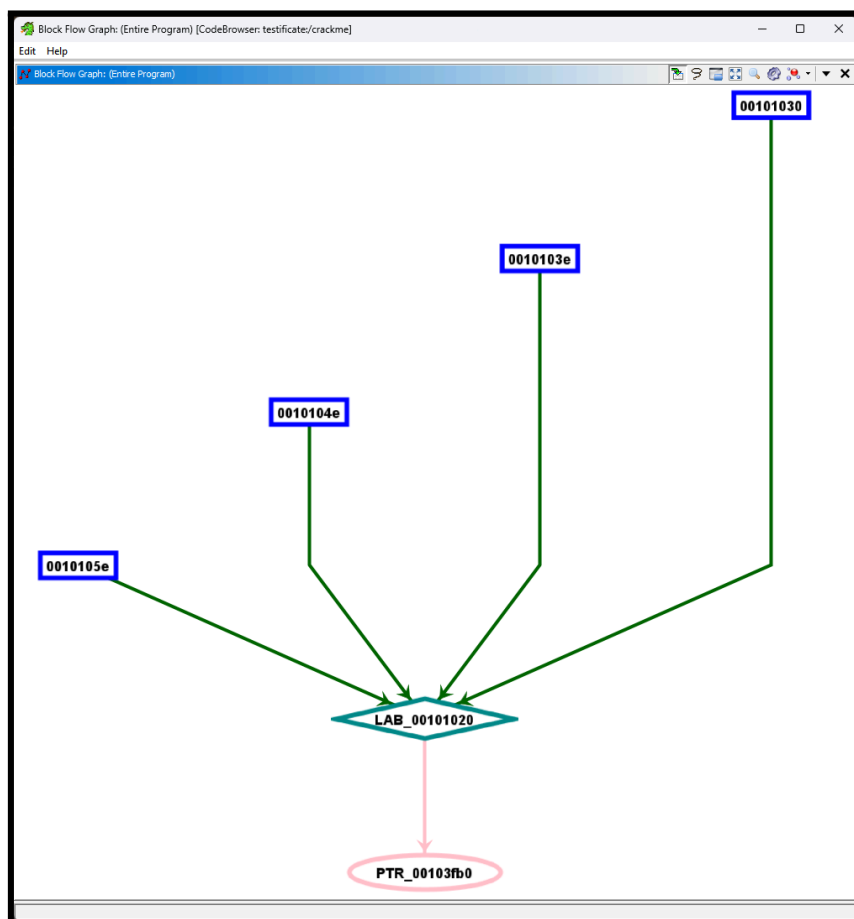 Block Flow Graph: (Entire Program) [CodeBrowser: testificate:/crackme]
Edit Help
Block Flow Graph: (Entire Program)
00101030
0010103e
0010104e
0010105e
LAB_00101020
PTR_00103fb0